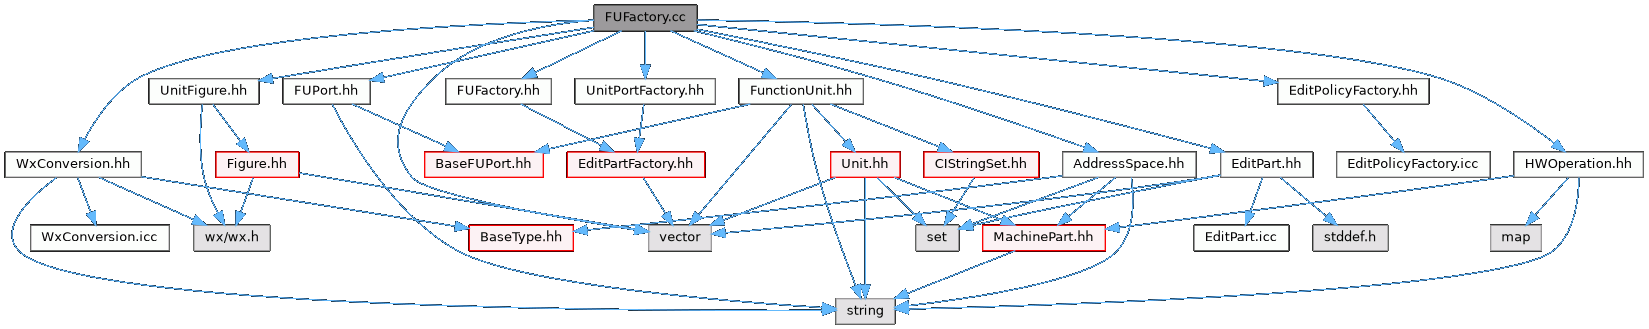 FUFactory.cc
UnitFigure.hh
FUPort.hh
FUFactory.hh
UnitPortFactory.hh
FunctionUnit.hh
EditPolicyFactory.hh
WxConversion.hh
Figure.hh
BaseFUPort.hh
EditPartFactory.hh
Unit.hh
CIStringSet.hh
AddressSpace.hh
EditPart.hh
EditPolicyFactory.icc
HWOperation.hh
WxConversion.icc
wx/wx.h
BaseType.hh
vector
set
MachinePart.hh
EditPart.icc
stddef.h
map
string